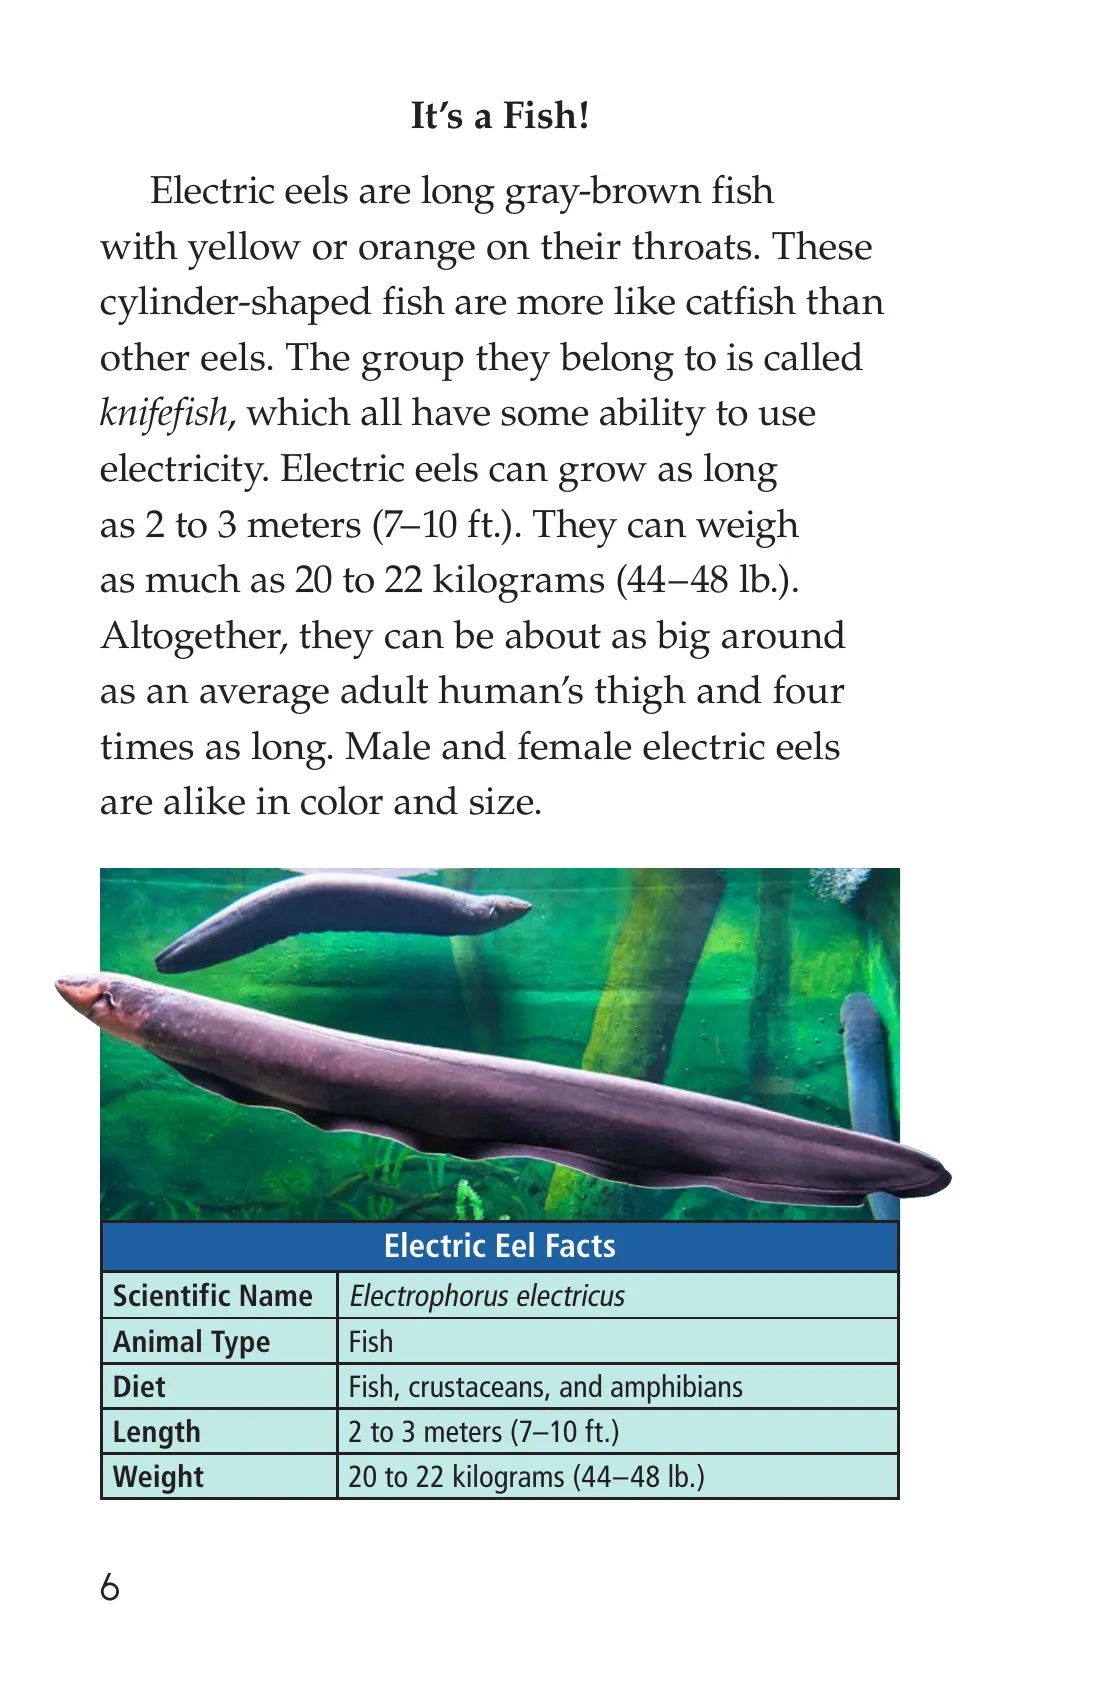 It’s a Fish!
Electric eels are long gray-brown fish
with yellow or orange on their throats. These
cylinder-shaped fish are more like catfish than
other eels. The group they belong to is called
knifefish, which all have some ability to use
electricity. Electric eels can grow as long
as 2 to 3 meters (7–10 ft.). They can weigh
as much as 20 to 22 kilograms (44–48 lb.).
Altogether, they can be about as big around
as an average adult human’s thigh and four
times as long. Male and female electric eels
are alike in color and size.
Electric Eel Facts
Scientific Name Electrophorus electricus
Animal Type Fish
Diet Fish, crustaceans, and amphibians
Length 2 to 3 meters (7–10 ft.)
Weight 20 to 22 kilograms (44–48 lb.)
6